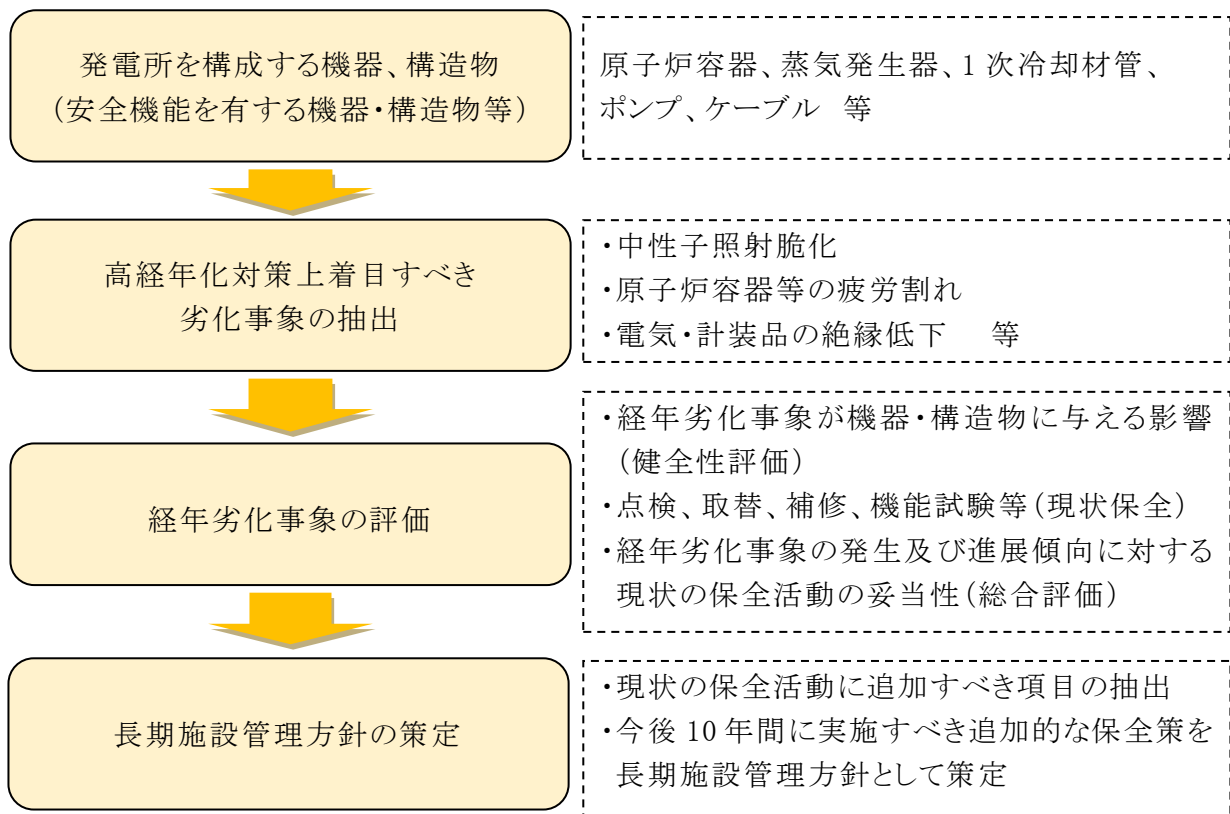 発電所を構成する機器、構造物
（安全機能を有する機器・構造物等）
原子炉容器、蒸気発生器、1次冷却材管、
ポンプ、ケーブル 等
高経年化対策上着目すべき
劣化事象の抽出
・中性子照射脆化
・原子炉容器等の疲労割れ
・電気・計装品の絶縁低下 等
経年劣化事象の評価
・経年劣化事象が機器・構造物に与える影響
（健全性評価）
・点検、取替、補修、機能試験等（現状保全）
・経年劣化事象の発生及び進展傾向に対する
現状の保全活動の妥当性（総合評価）
長期施設管理方針の策定
・現状の保全活動に追加すべき項目の抽出
・今後10年間に実施すべき追加的な保全策を
長期施設管理方針として策定